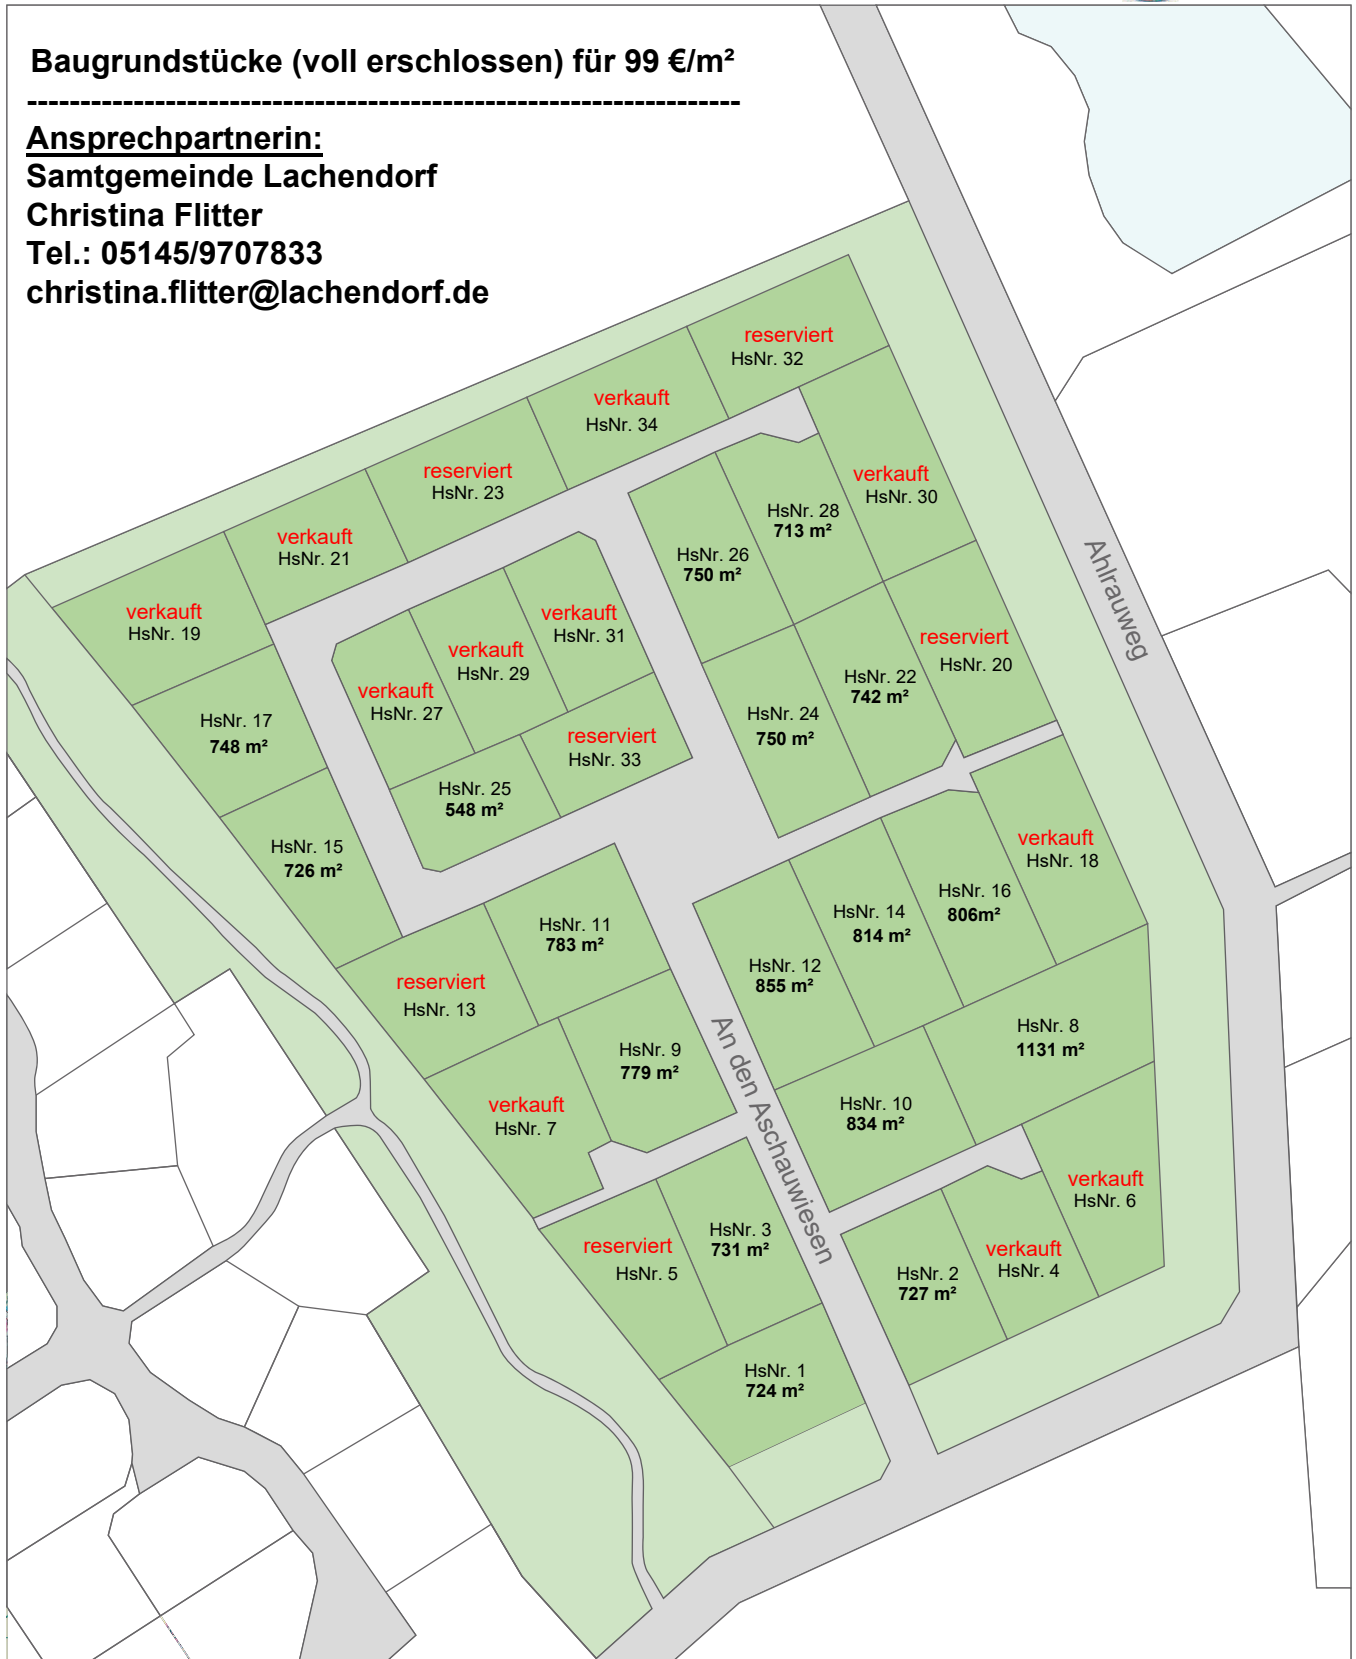 Baugrundstücke (voll erschlossen) für 99 €/m²
-------------------------------------------------------
Ansprechpartnerin:
Samtgemeinde Lachendorf
Christina Flitter
Tel.: 05145/9707833
christina.flitter@lachendorf.de
reserviert
HsNr. 32
verkauft
HsNr. 34
reserviert
HsNr. 23
verkauft
HsNr. 21
verkauft
HsNr. 19
verkauft
HsNr. 30
HsNr. 28
713 m²
HsNr. 26
750 m²
verkauft
HsNr. 31
verkauft
HsNr. 29
verkauft
HsNr. 27
reserviert
HsNr. 20
HsNr. 22
742 m²
HsNr. 24
750 m²
HsNr. 17
748 m²
reserviert
HsNr. 33
HsNr. 25
548 m²
HsNr. 15
726 m²
Ahlrauweg
verkauft
HsNr. 18
HsNr. 16
806m²
HsNr. 14
814 m²
HsNr. 12
855 m²
HsNr. 11
783 m²
reserviert
HsNr. 13
HsNr. 9
779 m²
verkauft
HsNr. 7
HsNr. 8
1131 m²
HsNr. 10
834 m²
An den Aschauwiesen
verkauft
HsNr. 6
verkauft
HsNr. 4
HsNr. 2
727 m²
HsNr. 3
731 m²
reserviert
HsNr. 5
HsNr. 1
724 m²